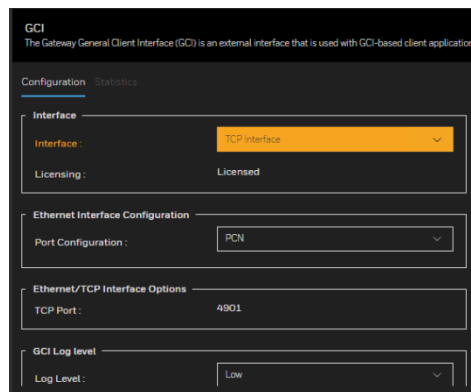 GCI
The Gateway General Client Interface (GCI) is an external interface that is used with GCI-based client application
Configuration Statistics
Interface
Interface : TCP Interface
Licensing : Licensed
Ethernet Interface Configuration
Port Configuration : PCN
Ethernet/TCP Interface Options
TCP Port : 4901
GCI Log level
Log Level : Low